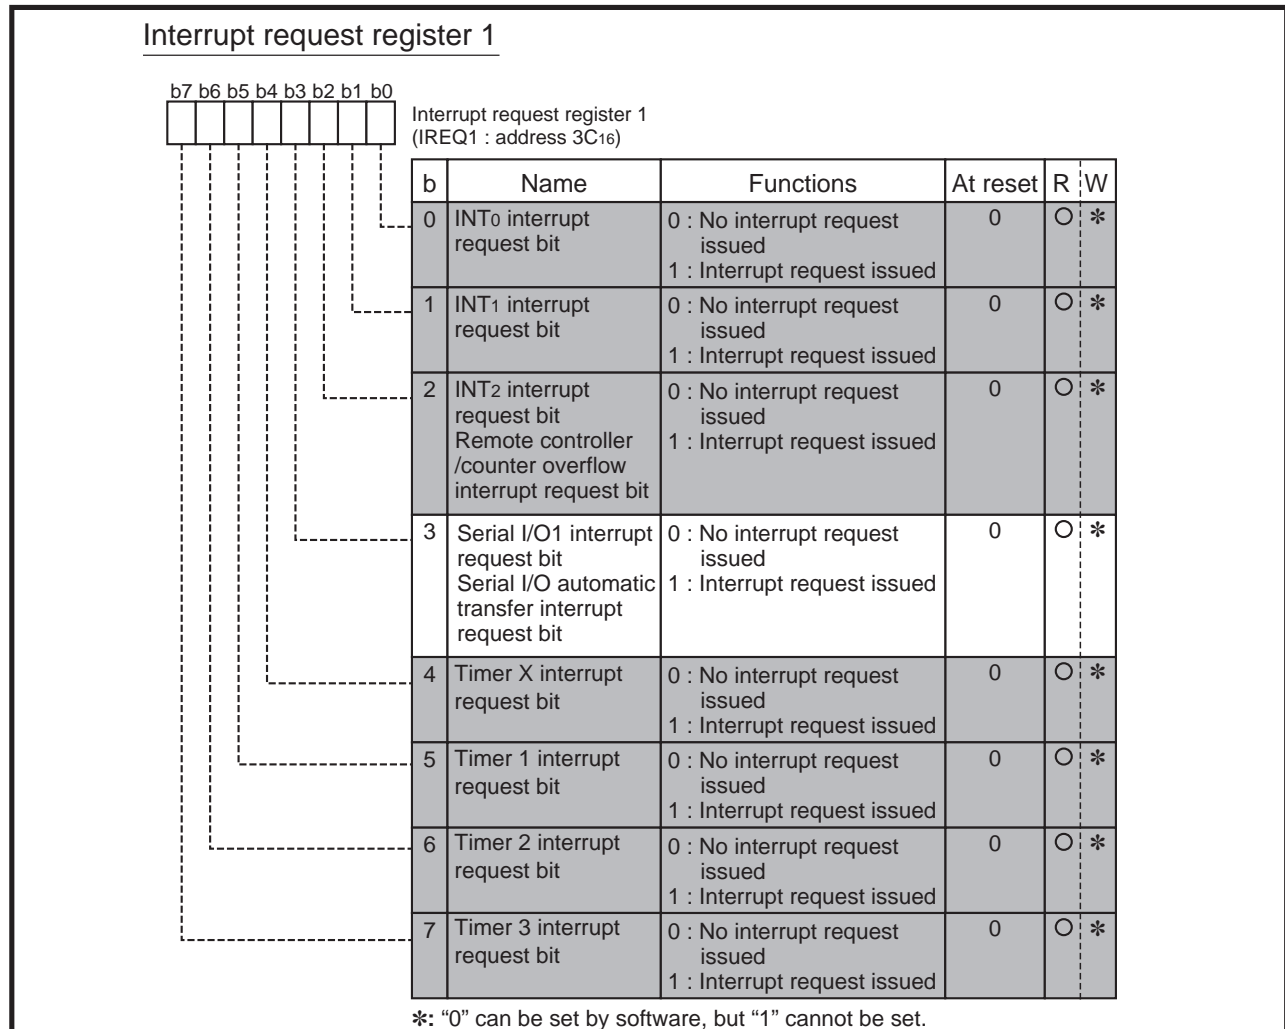 Interrupt request register 1
b7 b6 b5 b4 b3 b2 b1 b0
Interrupt request register 1
(IREQ1 : address 3C16)
b Name Functions At reset R W
0 INT0 interrupt request bit 0 : No interrupt request issued 1 : Interrupt request issued 0 ○ ✻
1 INT1 interrupt request bit 0 : No interrupt request issued 1 : Interrupt request issued 0 ○ ✻
2 INT2 interrupt request bit Remote controller /counter overflow interrupt request bit 0 : No interrupt request issued 1 : Interrupt request issued 0 ○ ✻
3 Serial I/O1 interrupt request bit Serial I/O automatic transfer interrupt request bit 0 : No interrupt request issued 1 : Interrupt request issued 0 ○ ✻
4 Timer X interrupt request bit 0 : No interrupt request issued 1 : Interrupt request issued 0 ○ ✻
5 Timer 1 interrupt request bit 0 : No interrupt request issued 1 : Interrupt request issued 0 ○ ✻
6 Timer 2 interrupt request bit 0 : No interrupt request issued 1 : Interrupt request issued 0 ○ ✻
7 Timer 3 interrupt request bit 0 : No interrupt request issued 1 : Interrupt request issued 0 ○ ✻
✻: “0” can be set by software, but “1” cannot be set.